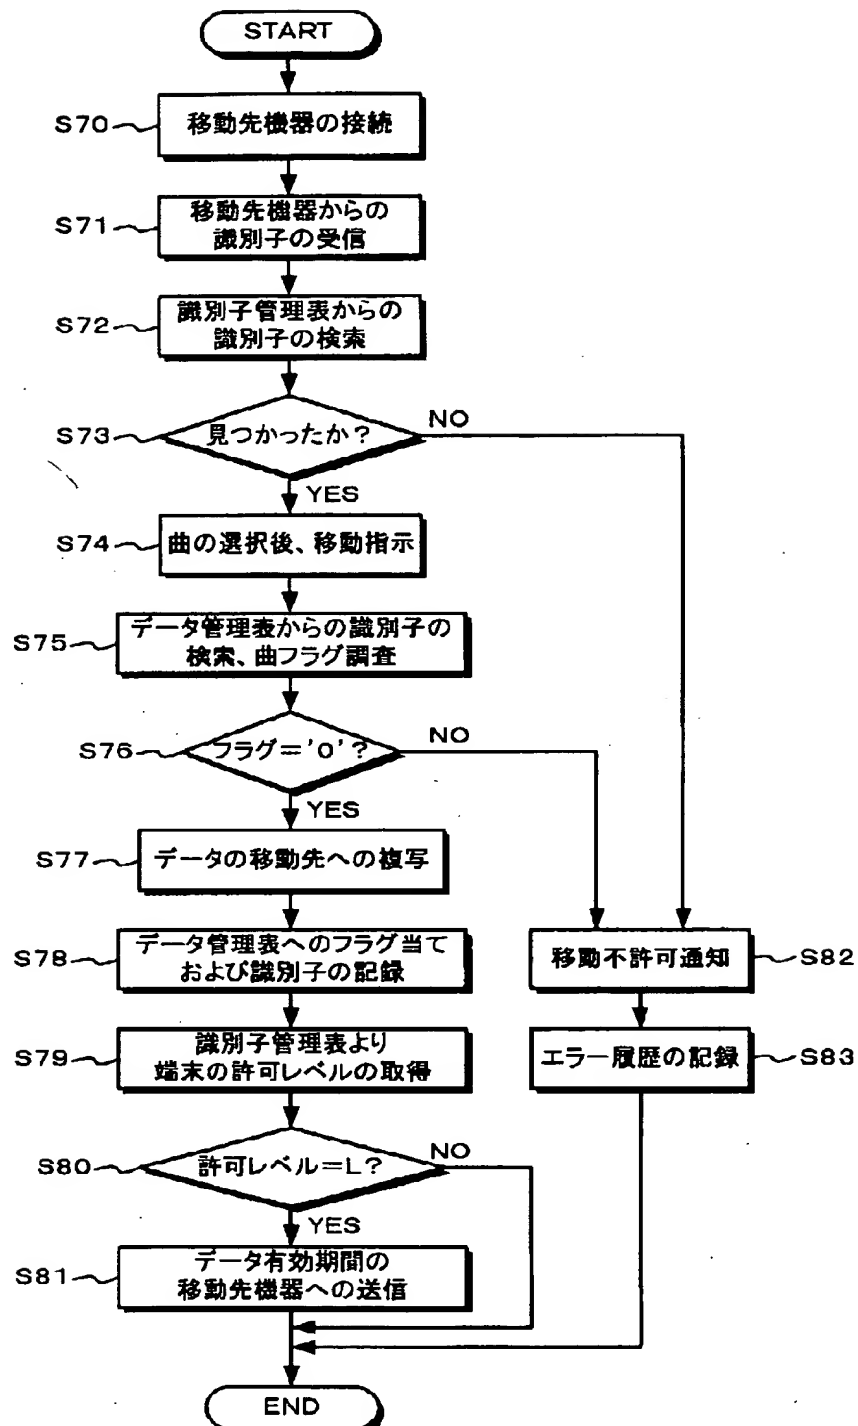 START
S70
移動先機器の接続
S71
移動先機器からの
識別子の受信
S72
識別子管理表からの
識別子の検索
S73
見つかったか？
NO
YES
S74
曲の選択後、移動指示
S75
データ管理表からの識別子の
検索、曲フラグ調査
S76
フラグ＝'0'？
NO
YES
S77
データの移動先への複写
S78
データ管理表へのフラグ当て
および識別子の記録
移動不許可通知
S82
S79
識別子管理表より
端末の許可レベルの取得
エラー履歴の記録
S83
S80
許可レベル＝L？
NO
YES
S81
データ有効期間の
移動先機器への送信
END